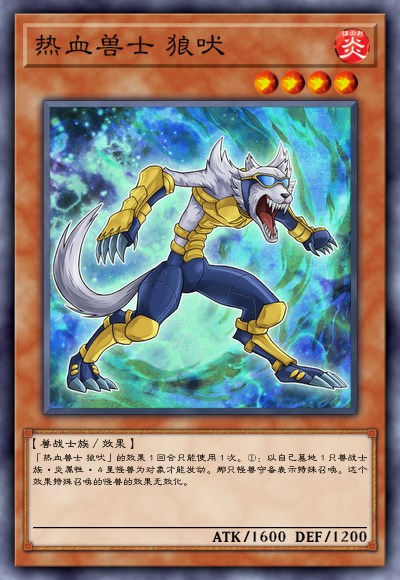 热血兽士 狼吠
炎
【兽战士族／效果】
「热血兽士 狼吠」的效果１回合只能使用１次。①：以自己墓地１只兽战士
族·炎属性·４星怪兽为对象才能发动。那只怪兽守备表示特殊召唤。这个
效果特殊召唤的怪兽的效果无效化。
ATK/1600 DEF/1200